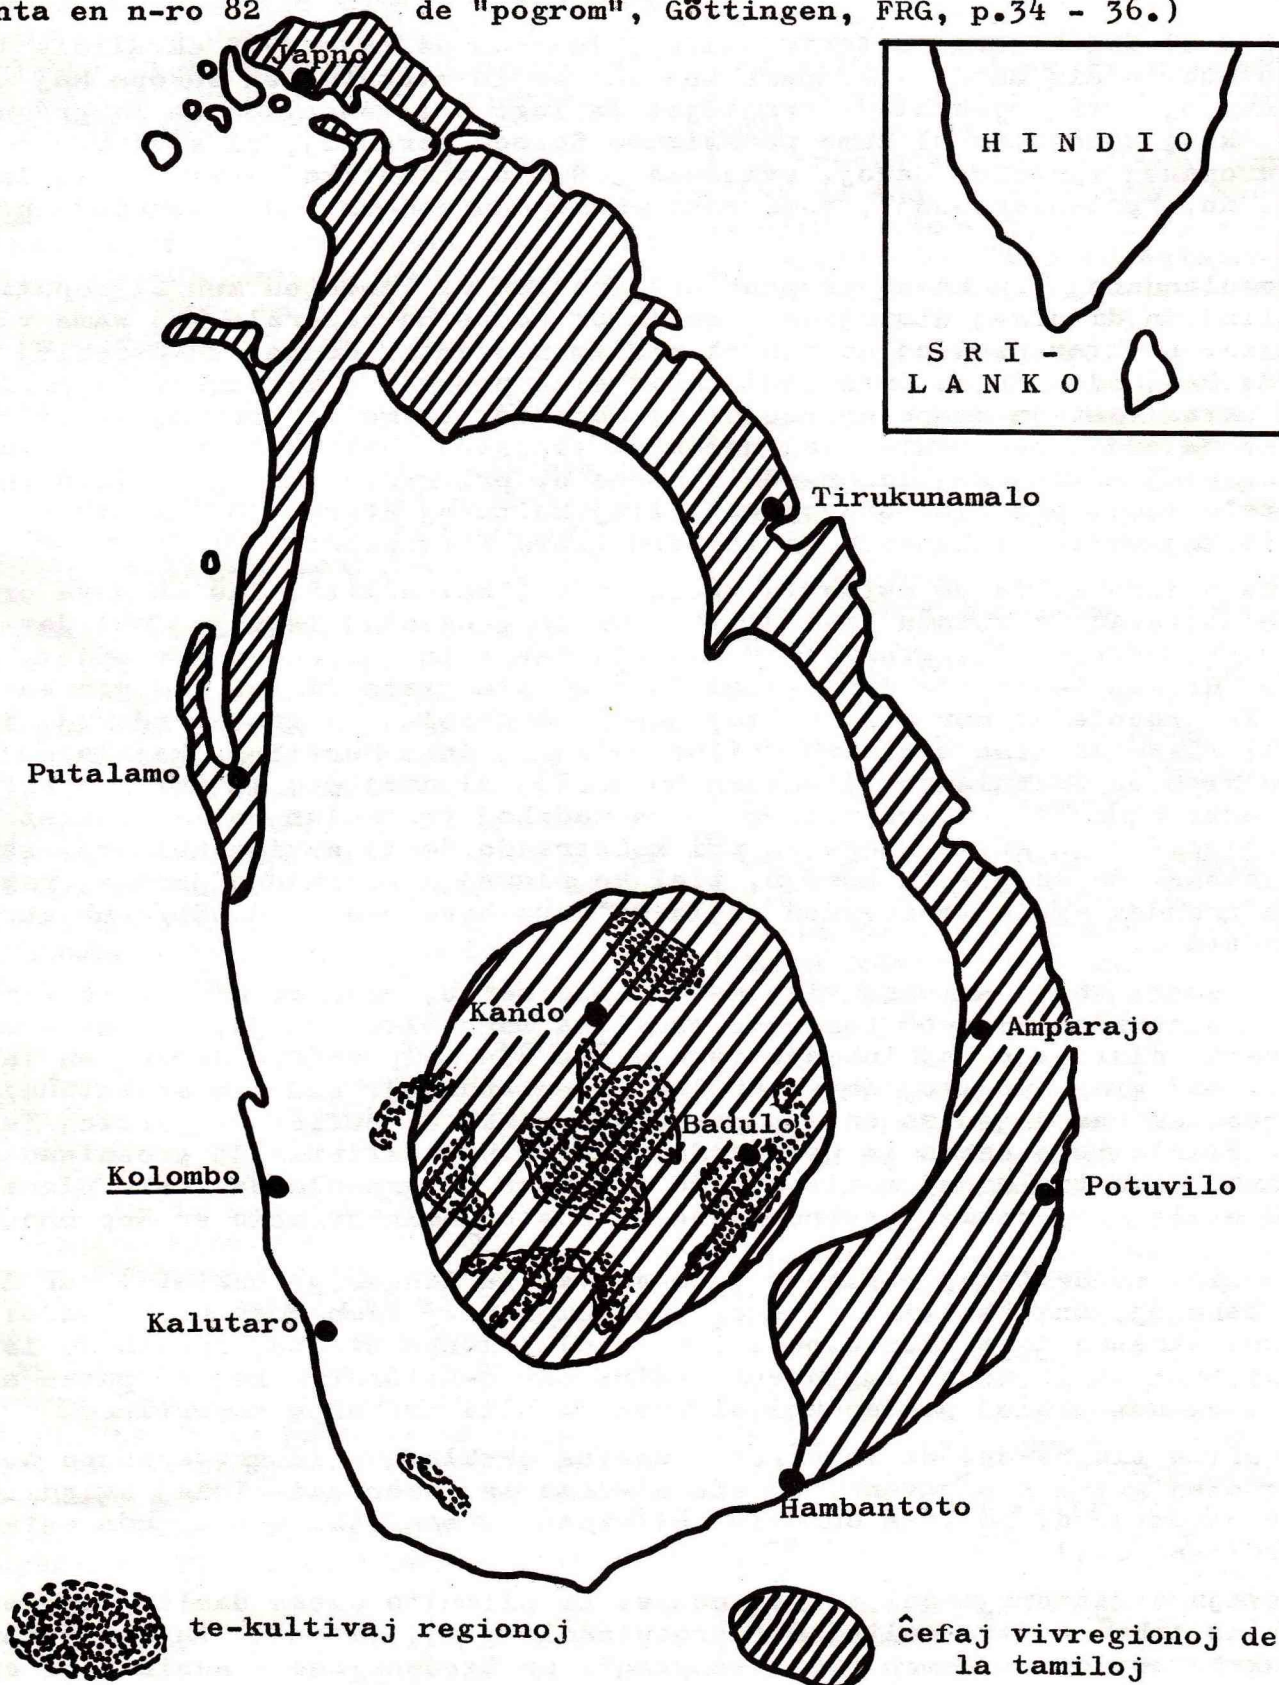 nta en n-ro 82 de "pogrom", Göttingen, FRG, p.34 - 36.)
Japno
HINDIO
SRI-
LANKO
Tirukunamalo
Putalamo
Kando
Amparajo
Badulo
Kolombo
Potuvilo
Kalutaro
Hambantoto
te-kultivaj regionoj
ĉefaj vivregionoj de
la tamiloj